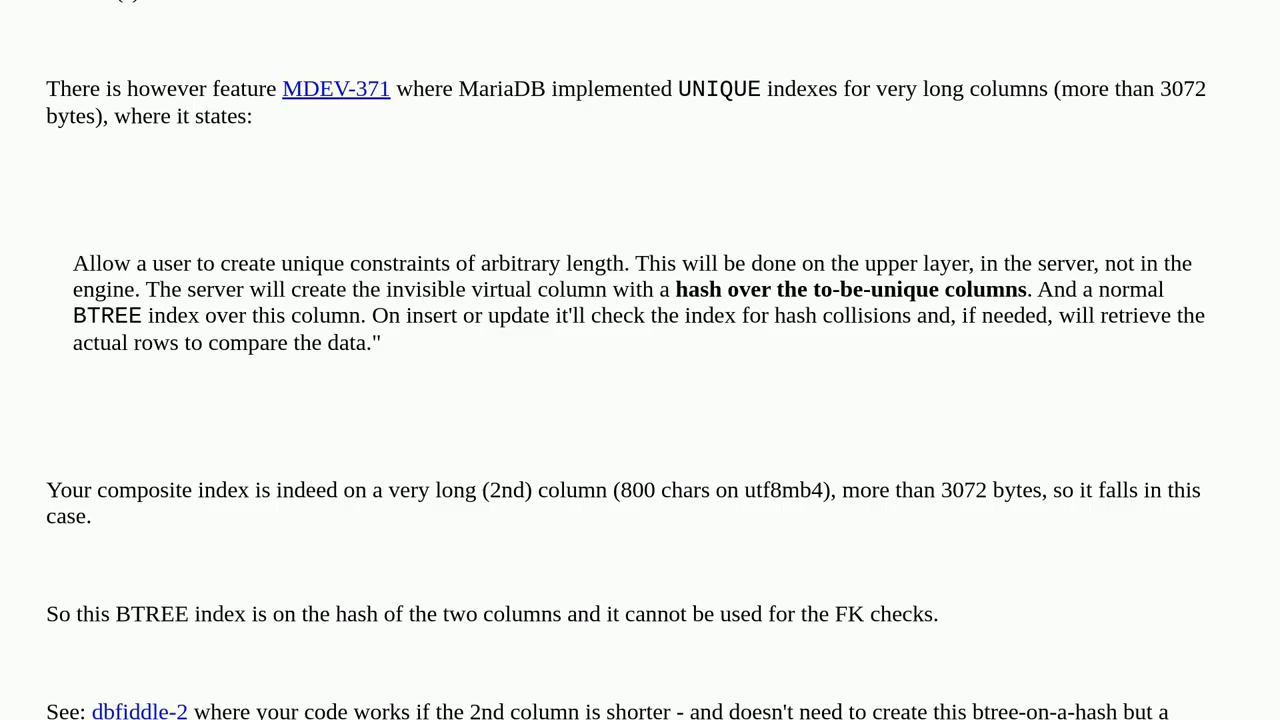 There is however feature MDEV-371 where MariaDB implemented UNIQUE indexes for very long columns (more than 3072
bytes), where it states:
Allow a user to create unique constraints of arbitrary length. This will be done on the upper layer, in the server, not in the
engine. The server will create the invisible virtual column with a hash over the to-be-unique columns. And a normal
BTREE index over this column. On insert or update it'll check the index for hash collisions and, if needed, will retrieve the
actual rows to compare the data."
Your composite index is indeed on a very long (2nd) column (800 chars on utf8mb4), more than 3072 bytes, so it falls in this
case.
So this BTREE index is on the hash of the two columns and it cannot be used for the FK checks.
See: dbfiddle-2 where your code works if the 2nd column is shorter - and doesn't need to create this btree-on-a-hash but a